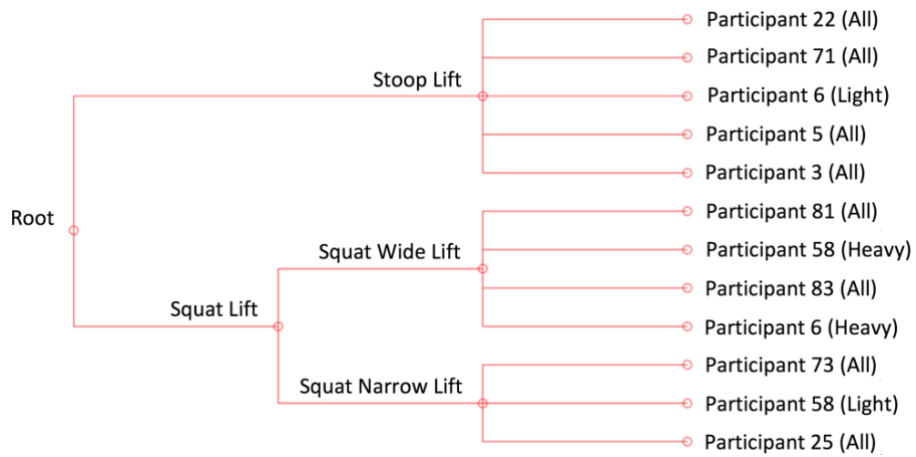 Participant 22 (All)
Participant 71 (All)
Stoop Lift
Participant 6 (Light)
Participant 5 (All)
Participant 3 (All)
Participant 81 (All)
Root
Squat Wide Lift
Participant 58 (Heavy)
Participant 83 (All)
Squat Lift
Participant 6 (Heavy)
Participant 73 (All)
Squat Narrow Lift
Participant 58 (Light)
Participant 25 (All)